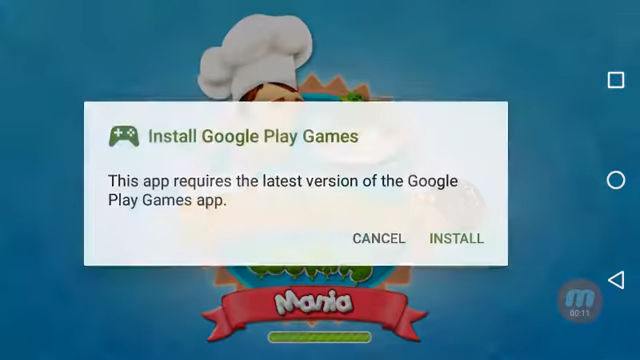 Install Google Play Games
This app requires the latest version of the Google
Play Games app.
CANCEL INSTALL
Mania
00:11